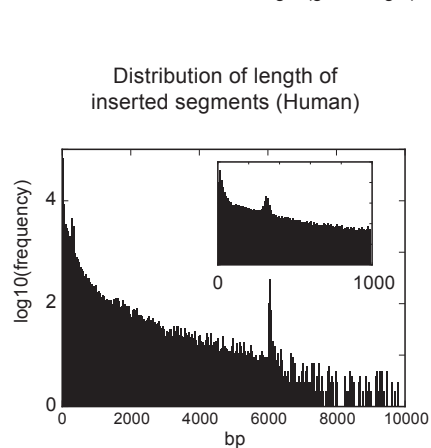 Distribution of length of
inserted segments (Human)
log10(frequency)
4
2
0
0
1000
0
2000
4000
6000
8000
10000
bp